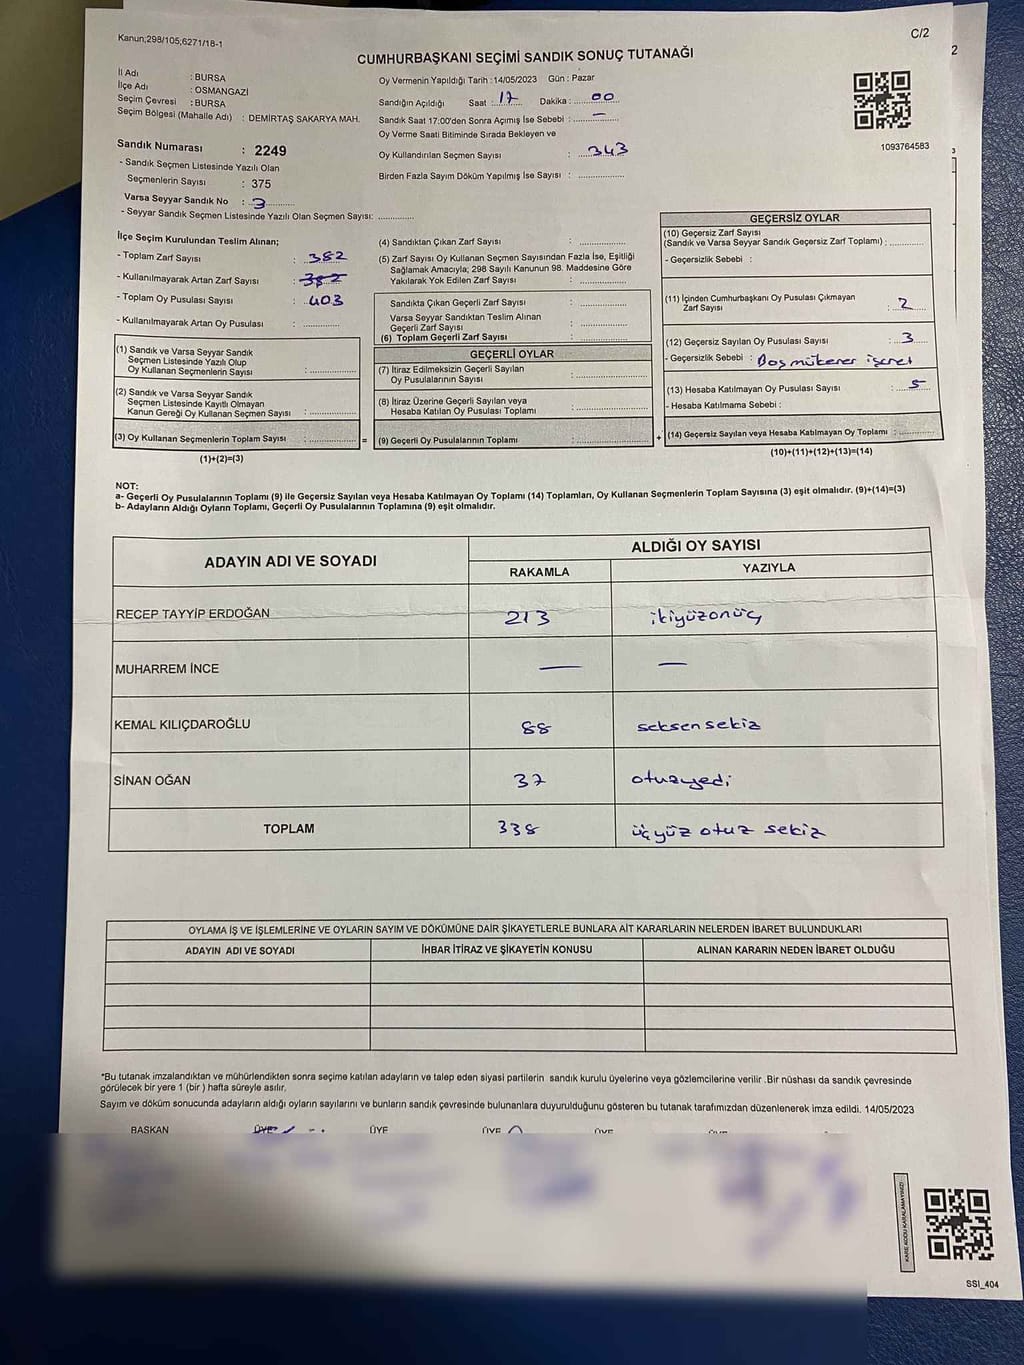 Kanun;298/105;6271/18-1
C/2
CUMHURBAŞKANI SEÇİMİ SANDIK SONUÇ TUTANAĞI
İl Adı : BURSA
İlçe Adı : OSMANGAZİ
Seçim Çevresi : BURSA
Seçim Bölgesi (Mahalle Adı) : DEMİRTAŞ SAKARYA MAH.
Oy Vermenin Yapıldığı Tarih :14/05/2023 Gün : Pazar
Sandığın Açıldığı Saat : 17 Dakika : 00
Sandık Saat 17:00'den Sonra Açımış İse Sebebi : —
Oy Verme Saati Bitiminde Sırada Bekleyen ve
Oy Kullandırılan Seçmen Sayısı : 343
Birden Fazla Sayım Döküm Yapılmış İse Sayısı :
1093764583
Sandık Numarası : 2249
- Sandık Seçmen Listesinde Yazılı Olan
Seçmenlerin Sayısı : 375
Varsa Seyyar Sandık No : 3
- Seyyar Sandık Seçmen Listesinde Yazılı Olan Seçmen Sayısı:
İlçe Seçim Kurulundan Teslim Alınan;
- Toplam Zarf Sayısı : 382
- Kullanılmayarak Artan Zarf Sayısı : 382
- Toplam Oy Pusulası Sayısı : 403
- Kullanılmayarak Artan Oy Pusulası :
(1) Sandık ve Varsa Seyyar Sandık
Seçmen Listesinde Yazılı Olup
Oy Kullanan Seçmenlerin Sayısı :
(2) Sandık ve Varsa Seyyar Sandık
Seçmen Listesinde Kayıtlı Olmayan
Kanun Gereği Oy Kullanan Seçmen Sayısı :
(3) Oy Kullanan Seçmenlerin Toplam Sayısı : =
(1)+(2)=(3)
(4) Sandıktan Çıkan Zarf Sayısı :
(5) Zarf Sayısı Oy Kullanan Seçmen Sayısından Fazla İse, Eşitliği
Sağlamak Amacıyla; 298 Sayılı Kanunun 98. Maddesine Göre
Yakılarak Yok Edilen Zarf Sayısı :
Sandıkta Çıkan Geçerli Zarf Sayısı :
Varsa Seyyar Sandıktan Teslim Alınan
Geçerli Zarf Sayısı :
(6) Toplam Geçerli Zarf Sayısı :
GEÇERLİ OYLAR
(7) İtiraz Edilmeksizin Geçerli Sayılan
Oy Pusulalarının Sayısı :
(8) İtiraz Üzerine Geçerli Sayılan veya
Hesaba Katılan Oy Pusulası Toplamı :
(9) Geçerli Oy Pusulalarının Toplamı : +
GEÇERSİZ OYLAR
(10) Geçersiz Zarf Sayısı
(Sandık ve Varsa Seyyar Sandık Geçersiz Zarf Toplamı) :
- Geçersizlik Sebebi :
(11) İçinden Cumhurbaşkanı Oy Pusulası Çıkmayan
Zarf Sayısı : 2
(12) Geçersiz Sayılan Oy Pusulası Sayısı : 3
- Geçersizlik Sebebi : Boş mükerer işaret
(13) Hesaba Katılmayan Oy Pusulası Sayısı : 5
- Hesaba Katılmama Sebebi :
(14) Geçersiz Sayılan veya Hesaba Katılmayan Oy Toplamı :
(10)+(11)+(12)+(13)=(14)
NOT:
a- Geçerli Oy Pusulalarının Toplamı (9) ile Geçersiz Sayılan veya Hesaba Katılmayan Oy Toplamı (14) Toplamları, Oy Kullanan Seçmenlerin Toplam Sayısına (3) eşit olmalıdır. (9)+(14)=(3)
b- Adayların Aldığı Oyların Toplamı, Geçerli Oy Pusulalarının Toplamına (9) eşit olmalıdır.
ADAYIN ADI VE SOYADI ALDIĞI OY SAYISI
RAKAMLA YAZIYLA
RECEP TAYYİP ERDOĞAN 213 ikiyüzonüç
MUHARREM İNCE — —
KEMAL KILIÇDAROĞLU 88 seksensekiz
SİNAN OĞAN 37 otuzyedi
TOPLAM 338 üçyüz otuz sekiz
OYLAMA İŞ VE İŞLEMLERİNE VE OYLARIN SAYIM VE DÖKÜMÜNE DAİR ŞİKAYETLERLE BUNLARA AİT KARARLARIN NELERDEN İBARET BULUNDUKLARI
ADAYIN ADI VE SOYADI İHBAR İTİRAZ VE ŞİKAYETİN KONUSU ALINAN KARARIN NEDEN İBARET OLDUĞU
*Bu tutanak imzalandıktan ve mühürlendikten sonra seçime katılan adayların ve talep eden siyasi partilerin sandık kurulu üyelerine veya gözlemcilerine verilir .Bir nüshası da sandık çevresinde
görülecek bir yere 1 (bir ) hafta süreyle asılır.
Sayım ve döküm sonucunda adayların aldığı oyların sayılarını ve bunların sandık çevresinde bulunanlara duyurulduğunu gösteren bu tutanak tarafımızdan düzenlenerek imza edildi. 14/05/2023
BAŞKAN ÜYE ÜYE ÜYE ÜYE
KARE KODU KARALAMAYINIZ!
SSI_404